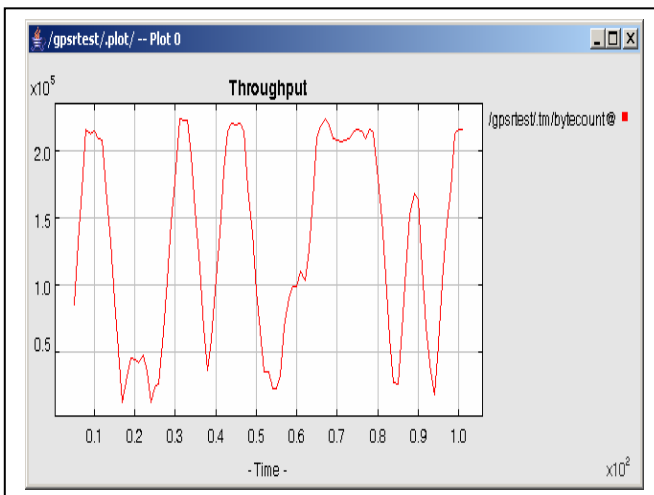 /gpsrtest/.plot/ -- Plot 0
Throughput
x10^5
/gpsrtest/.tm/bytecount@
2.0
1.5
1.0
0.5
0.1 0.2 0.3 0.4 0.5 0.6 0.7 0.8 0.9 1.0
- Time -
x10^2